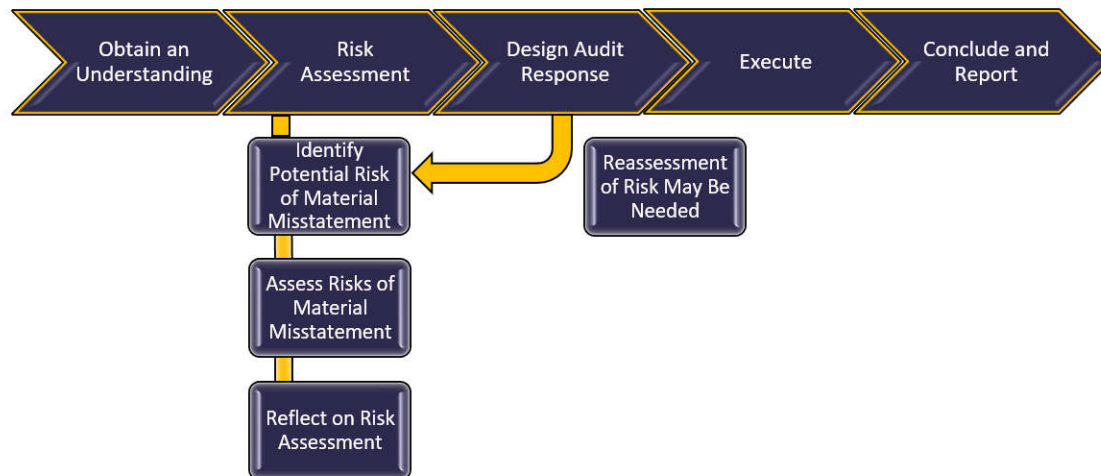 Obtain an
Understanding
Risk
Assessment
Design Audit
Response
Execute
Conclude and
Report
Identify
Potential Risk
of Material
Misstatement
Reassessment
of Risk May Be
Needed
Assess Risks of
Material
Misstatement
Reflect on Risk
Assessment